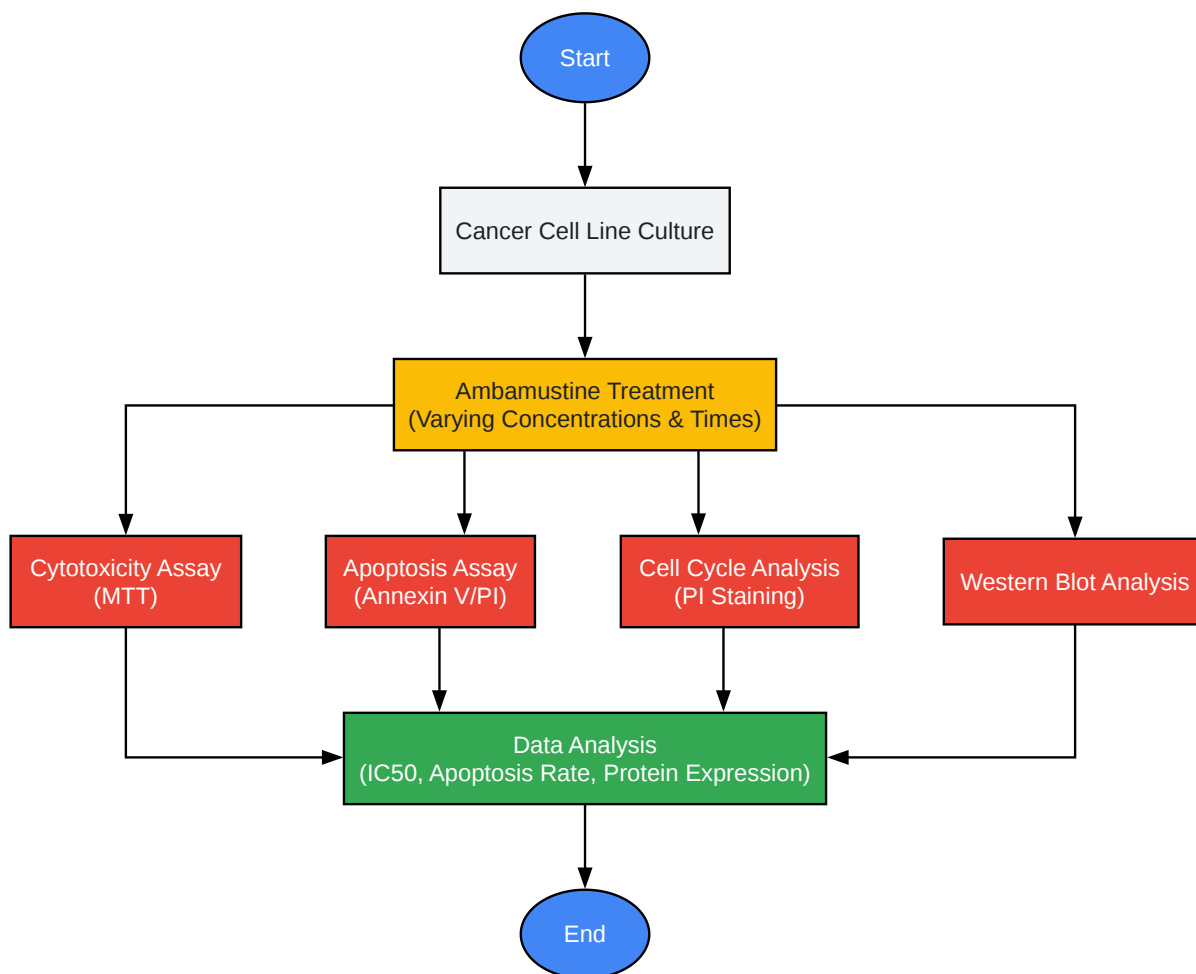 Start
Cancer Cell Line Culture
Ambamustine Treatment
(Varying Concentrations & Times)
Cytotoxicity Assay
(MTT)
Apoptosis Assay
(Annexin V/PI)
Cell Cycle Analysis
(PI Staining)
Western Blot Analysis
Data Analysis
(IC50, Apoptosis Rate, Protein Expression)
End